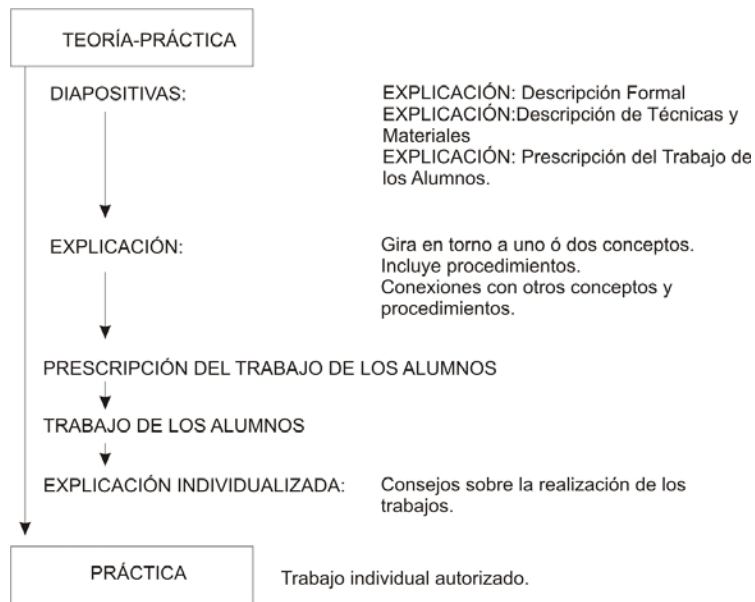 TEORÍA-PRÁCTICA
DIAPOSITIVAS:
EXPLICACIÓN: Descripción Formal
EXPLICACIÓN:Descripción de Técnicas y
Materiales
EXPLICACIÓN: Prescripción del Trabajo de
los Alumnos.
EXPLICACIÓN:
Gira en torno a uno ó dos conceptos.
Incluye procedimientos.
Conexiones con otros conceptos y
procedimientos.
PRESCRIPCIÓN DEL TRABAJO DE LOS ALUMNOS
TRABAJO DE LOS ALUMNOS
EXPLICACIÓN INDIVIDUALIZADA:
Consejos sobre la realización de los
trabajos.
PRÁCTICA
Trabajo individual autorizado.